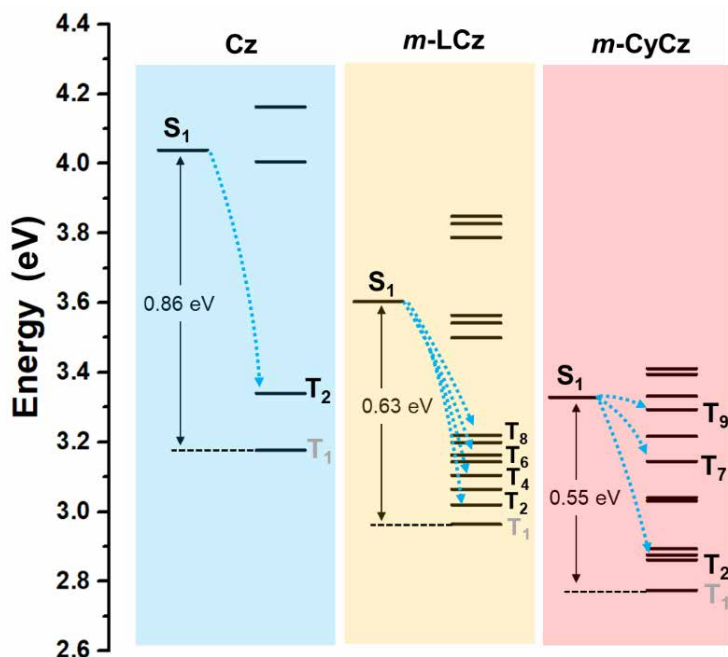 Cz
m-LCz
m-CyCz
Energy (eV)
4.4
4.2
4.0
3.8
3.6
3.4
3.2
3.0
2.8
2.6
S₁
0.86 eV
T₂
T₁
S₁
0.63 eV
T₈
T₆
T₄
T₂
T₁
S₁
0.55 eV
T₉
T₇
T₂
T₁